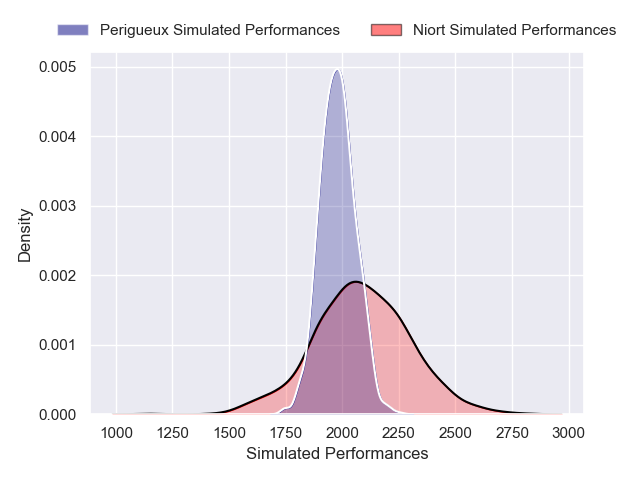 Perigueux Simulated Performances
Niort Simulated Performances
0.005
0.004
0.003
0.002
0.001
0.000
Density
1000 1250 1500 1750 2000 2250 2500 2750 3000
Simulated Performances